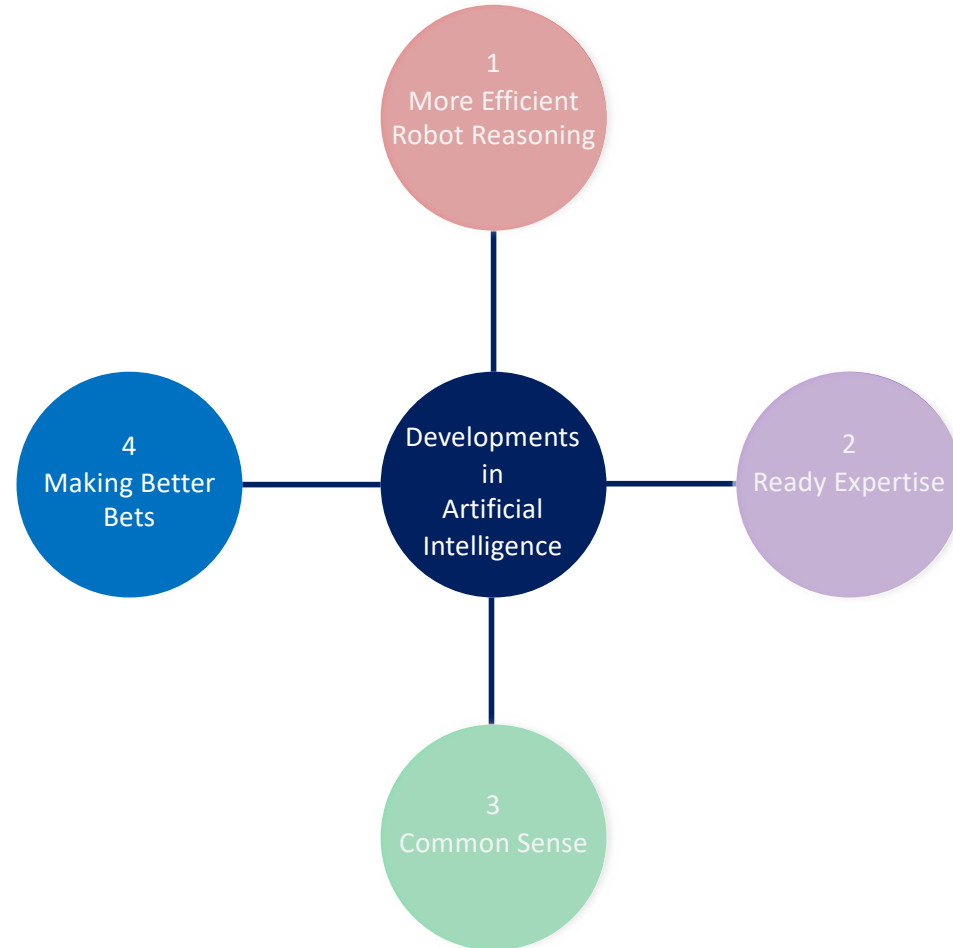 1
More Efficient
Robot Reasoning
4
Making Better
Bets
Developments
in
Artificial
Intelligence
2
Ready Expertise
3
Common Sense